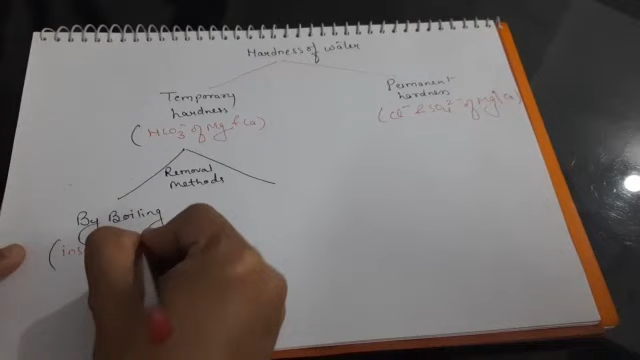 Hardness of water
Temporary
hardness
(HCO3⁻ of Mg & Ca)
Permanent
hardness
(Cl⁻ & SO4²⁻ of Mg & Ca)
Removal
Methods
By Boiling
(ins